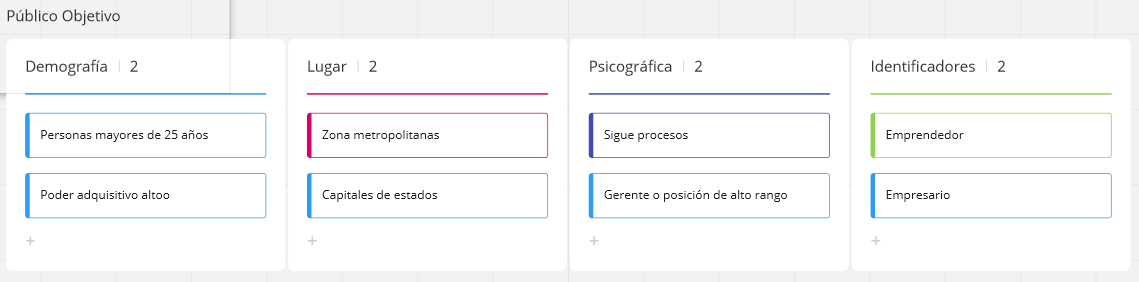 Público Objetivo
Demografía | 2
Personas mayores de 25 años
Poder adquisitivo altoo
+
Lugar | 2
Zona metropolitanas
Capitales de estados
+
Psicográfica | 2
Sigue procesos
Gerente o posición de alto rango
+
Identificadores | 2
Emprendedor
Empresario
+